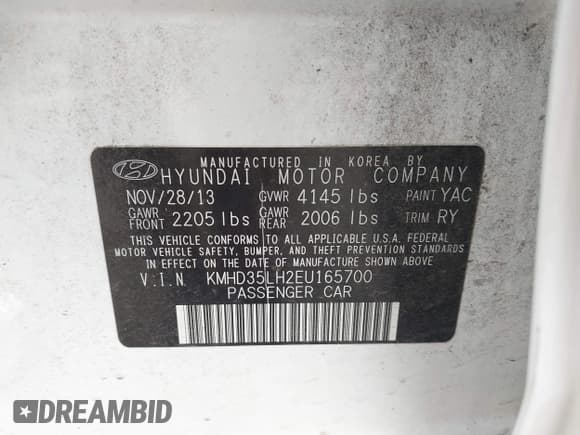 MANUFACTURED IN KOREA BY
HYUNDAI MOTOR COMPANY
NOV/28/13 GVWR 4145 lbs PAINT YAC
GAWR FRONT 2205 lbs GAWR REAR 2006 lbs TRIM RY
THIS VEHICLE CONFORMS TO ALL APPLICABLE U.S.A. FEDERAL
MOTOR VEHICLE SAFETY, BUMPER, AND THEFT PREVENTION STANDARDS
IN EFFECT ON THE DATE OF MANUFACTURE SHOWN ABOVE
V.I.N KMHD35LH2EU165700
PASSENGER CAR
DREAMBID